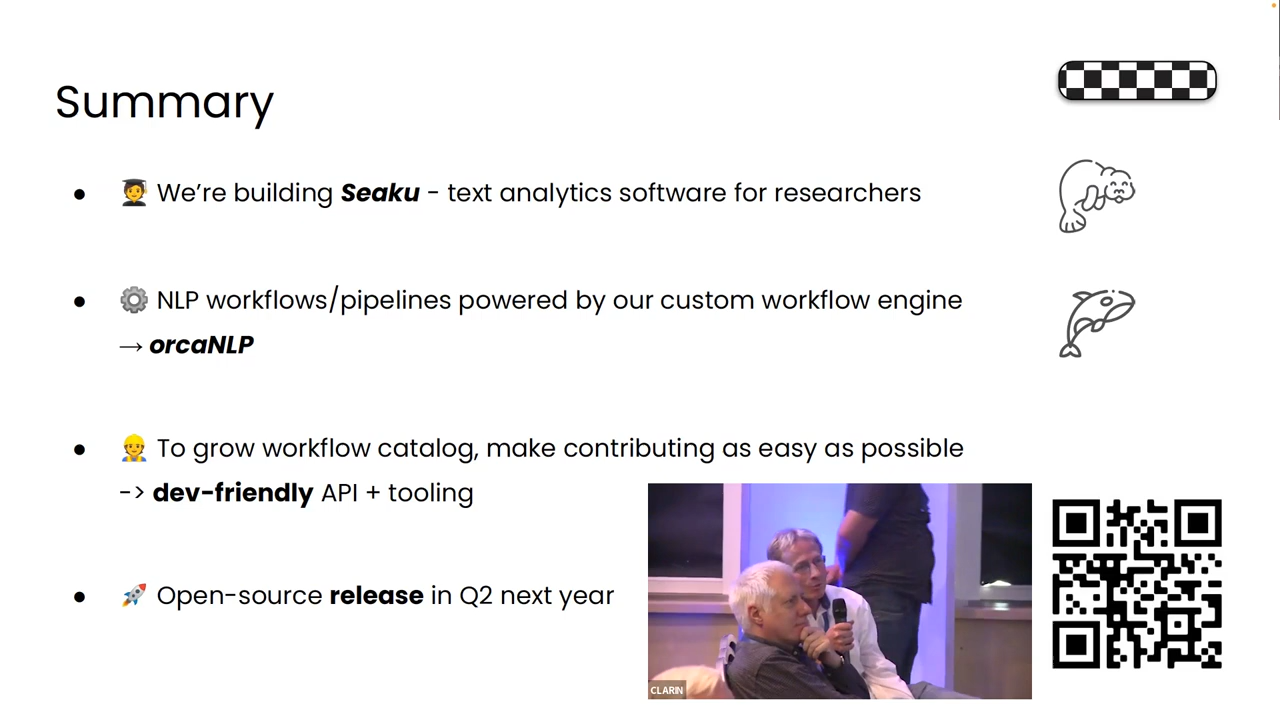 Summary
● 🧑‍🎓 We’re building Seaku - text analytics software for researchers
● ⚙️ NLP workflows/pipelines powered by our custom workflow engine
→ orcaNLP
● 👷 To grow workflow catalog, make contributing as easy as possible
-> dev-friendly API + tooling
● 🚀 Open-source release in Q2 next year
CLARIN